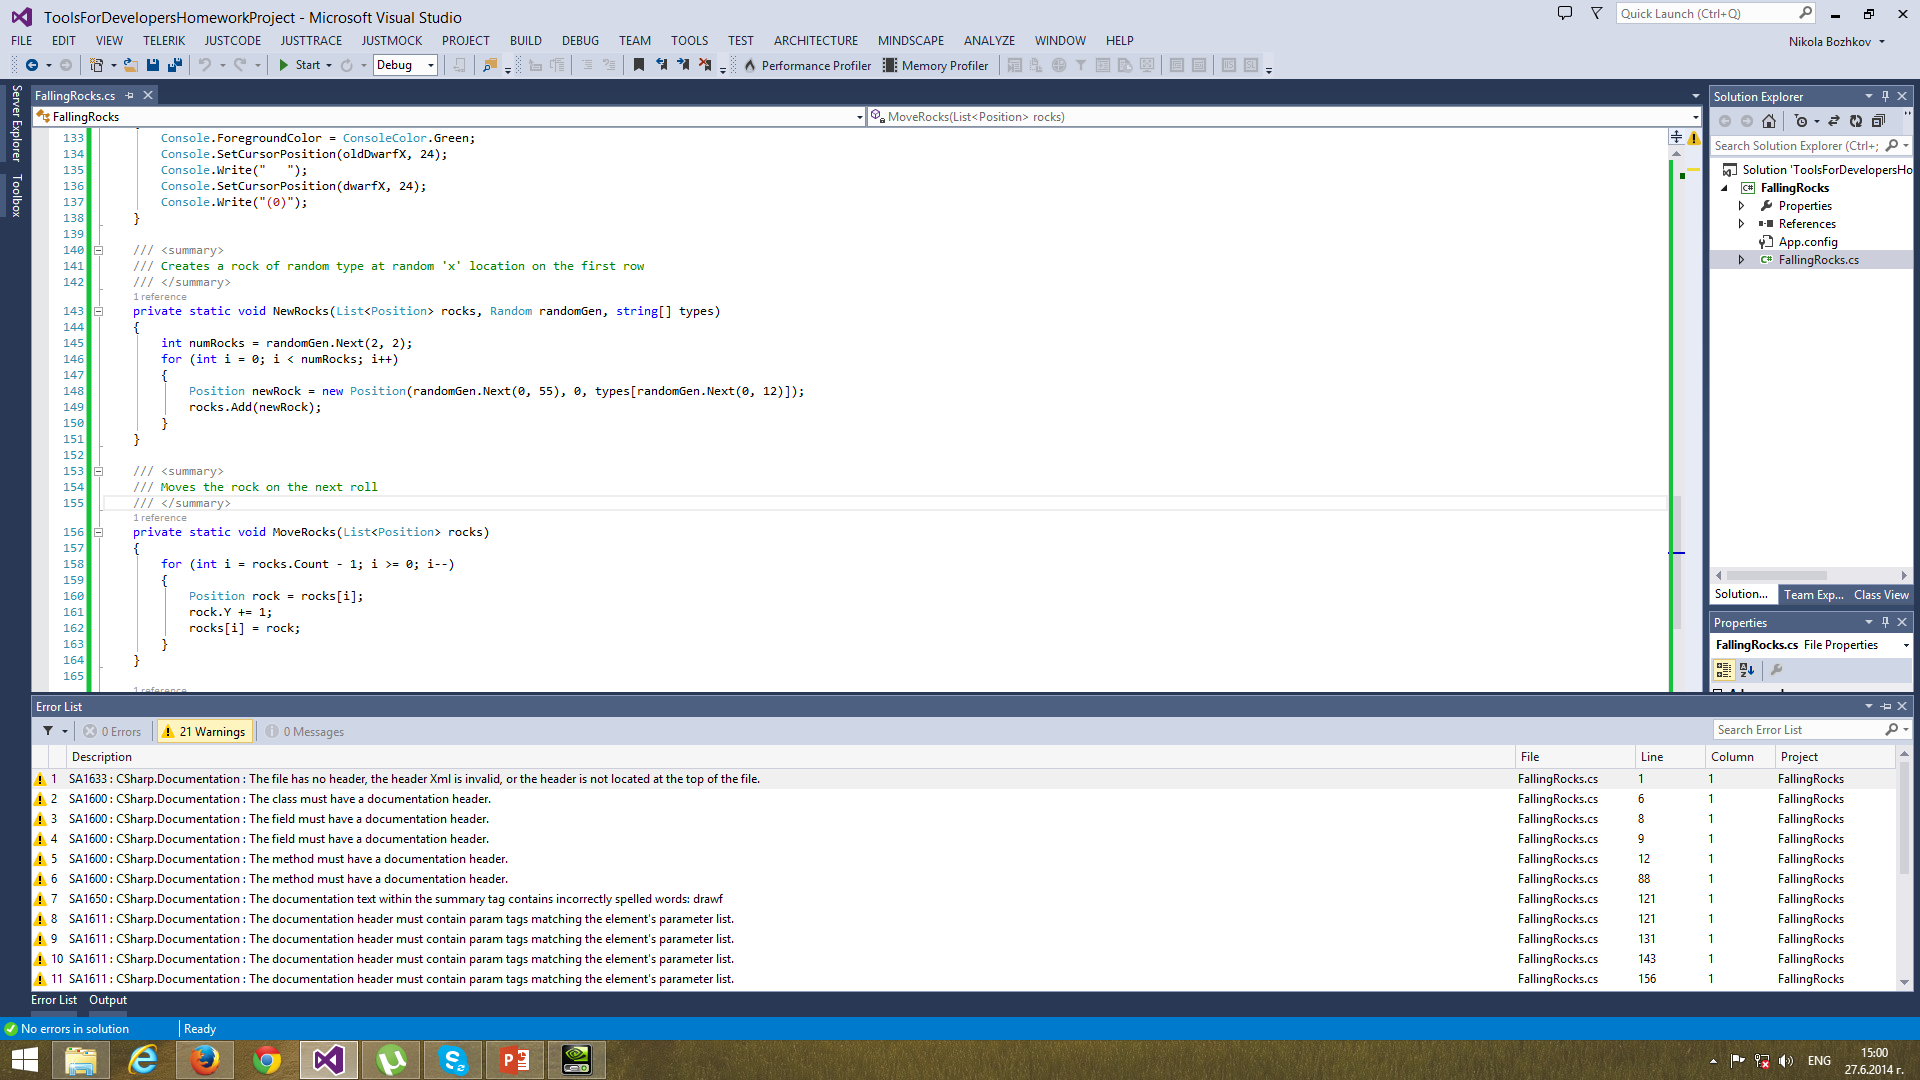 ToolsForDevelopersHomeworkProject - Microsoft Visual Studio
Quick Launch (Ctrl+Q)
FILE EDIT VIEW TELERIK JUSTCODE JUSTTRACE JUSTMOCK PROJECT BUILD DEBUG TEAM TOOLS TEST ARCHITECTURE MINDSCAPE ANALYZE WINDOW HELP
Nikola Bozhkov
Start Debug Performance Profiler Memory Profiler
Server Explorer
Toolbox
FallingRocks.cs
FallingRocks
MoveRocks(List<Position> rocks)
133 Console.ForegroundColor = ConsoleColor.Green;
134 Console.SetCursorPosition(oldDwarfX, 24);
135 Console.Write("   ");
136 Console.SetCursorPosition(dwarfX, 24);
137 Console.Write("(0)");
138 }
139
140 /// <summary>
141 /// Creates a rock of random type at random 'x' location on the first row
142 /// </summary>
1 reference
143 private static void NewRocks(List<Position> rocks, Random randomGen, string[] types)
144 {
145 int numRocks = randomGen.Next(2, 2);
146 for (int i = 0; i < numRocks; i++)
147 {
148 Position newRock = new Position(randomGen.Next(0, 55), 0, types[randomGen.Next(0, 12)]);
149 rocks.Add(newRock);
150 }
151 }
152
153 /// <summary>
154 /// Moves the rock on the next roll
155 /// </summary>
1 reference
156 private static void MoveRocks(List<Position> rocks)
157 {
158 for (int i = rocks.Count - 1; i >= 0; i--)
159 {
160 Position rock = rocks[i];
161 rock.Y += 1;
162 rocks[i] = rock;
163 }
164 }
165
1 reference
Solution Explorer
Search Solution Explorer (Ctrl+;
Solution 'ToolsForDevelopersHo
FallingRocks
Properties
References
App.config
FallingRocks.cs
Solution... Team Exp... Class View
Properties
FallingRocks.cs File Properties
Error List
0 Errors 21 Warnings 0 Messages
Search Error List
Description File Line Column Project
1 SA1633 : CSharp.Documentation : The file has no header, the header Xml is invalid, or the header is not located at the top of the file. FallingRocks.cs 1 1 FallingRocks
2 SA1600 : CSharp.Documentation : The class must have a documentation header. FallingRocks.cs 6 1 FallingRocks
3 SA1600 : CSharp.Documentation : The field must have a documentation header. FallingRocks.cs 8 1 FallingRocks
4 SA1600 : CSharp.Documentation : The field must have a documentation header. FallingRocks.cs 9 1 FallingRocks
5 SA1600 : CSharp.Documentation : The method must have a documentation header. FallingRocks.cs 12 1 FallingRocks
6 SA1600 : CSharp.Documentation : The method must have a documentation header. FallingRocks.cs 88 1 FallingRocks
7 SA1650 : CSharp.Documentation : The documentation text within the summary tag contains incorrectly spelled words: drawf FallingRocks.cs 121 1 FallingRocks
8 SA1611 : CSharp.Documentation : The documentation header must contain param tags matching the element's parameter list. FallingRocks.cs 121 1 FallingRocks
9 SA1611 : CSharp.Documentation : The documentation header must contain param tags matching the element's parameter list. FallingRocks.cs 131 1 FallingRocks
10 SA1611 : CSharp.Documentation : The documentation header must contain param tags matching the element's parameter list. FallingRocks.cs 143 1 FallingRocks
11 SA1611 : CSharp.Documentation : The documentation header must contain param tags matching the element's parameter list. FallingRocks.cs 156 1 FallingRocks
Error List Output
No errors in solution Ready
ENG
15:00
27.6.2014 г.